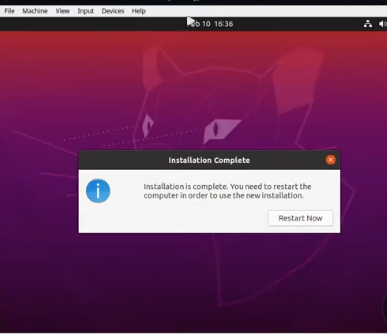 File Machine View Input Devices Help
eb 10 16:36
Installation Complete
Installation is complete. You need to restart the
computer in order to use the new installation.
Restart Now